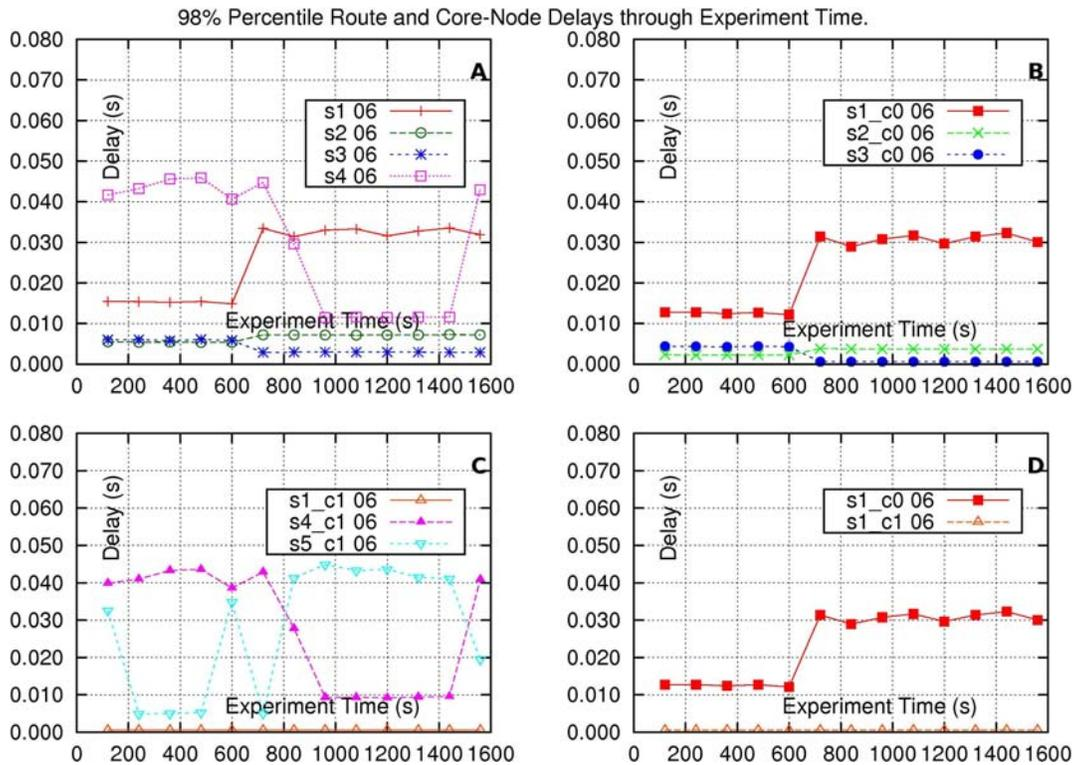 98% Percentile Route and Core-Node Delays through Experiment Time.
A
Delay (s)
0.080
0.070
0.060
0.050
0.040
0.030
0.020
0.010
0.000
s1 06
s2 06
s3 06
s4 06
Experiment Time (s)
0 200 400 600 800 1000 1200 1400 1600
B
Delay (s)
0.080
0.070
0.060
0.050
0.040
0.030
0.020
0.010
0.000
s1_c0 06
s2_c0 06
s3_c0 06
Experiment Time (s)
0 200 400 600 800 1000 1200 1400 1600
C
Delay (s)
0.080
0.070
0.060
0.050
0.040
0.030
0.020
0.010
0.000
s1_c1 06
s4_c1 06
s5_c1 06
Experiment Time (s)
0 200 400 600 800 1000 1200 1400 1600
D
Delay (s)
0.080
0.070
0.060
0.050
0.040
0.030
0.020
0.010
0.000
s1_c0 06
s1_c1 06
Experiment Time (s)
0 200 400 600 800 1000 1200 1400 1600